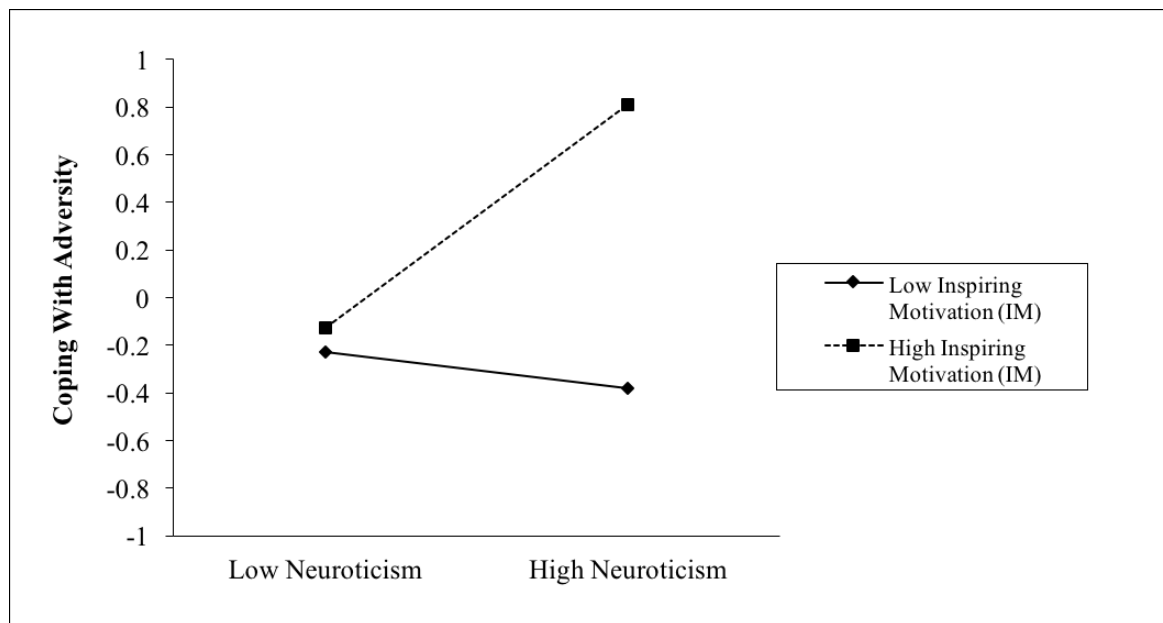 1
0.8
0.6
0.4
0.2
0
-0.2
-0.4
-0.6
-0.8
-1
Coping With Adversity
Low Neuroticism
High Neuroticism
Low Inspiring
Motivation (IM)
High Inspiring
Motivation (IM)